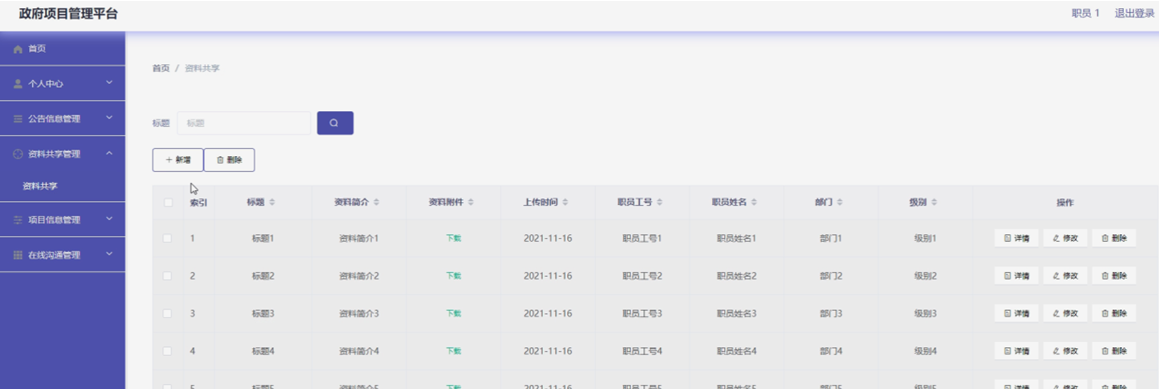 政府项目管理平台
职员 1 退出登录
首页
个人中心
公告信息管理
资料共享管理
资料共享
项目信息管理
在线沟通管理
首页 / 资料共享
标题 标题
+ 新增 删除
索引 标题 资料简介 资料附件 上传时间 职员工号 职员姓名 部门 级别 操作
1 标题1 资料简介1 下载 2021-11-16 职员工号1 职员姓名1 部门1 级别1 详情 修改 删除
2 标题2 资料简介2 下载 2021-11-16 职员工号2 职员姓名2 部门2 级别2 详情 修改 删除
3 标题3 资料简介3 下载 2021-11-16 职员工号3 职员姓名3 部门3 级别3 详情 修改 删除
4 标题4 资料简介4 下载 2021-11-16 职员工号4 职员姓名4 部门4 级别4 详情 修改 删除
5 标题5 资料简介5 下载 2021-11-16 职员工号5 职员姓名5 部门5 级别5 详情 修改 删除